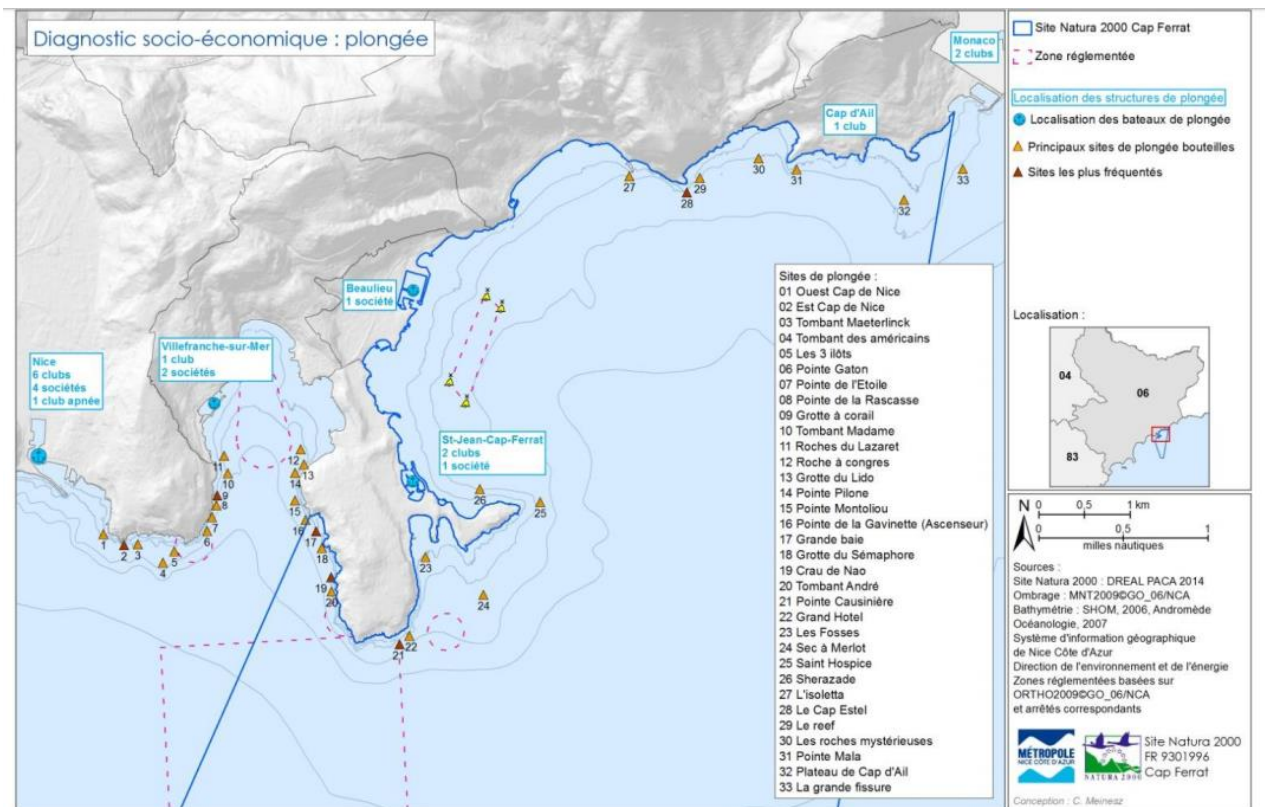 Diagnostic socio-économique : plongée
Monaco
2 clubs
Cap d'Ail
1 club
Beaulieu
1 société
Villefranche-sur-Mer
1 club
2 sociétés
Nice
6 clubs
4 sociétés
1 club apnée
St-Jean-Cap-Ferrat
2 clubs
1 société
1
2
3
4
5
6
7
8
9
10
11
12
13
14
15
16
17
18
19
20
21
22
23
24
25
26
27
28
29
30
31
32
33
Sites de plongée :
01 Ouest Cap de Nice
02 Est Cap de Nice
03 Tombant Maeterlinck
04 Tombant des américains
05 Les 3 ilôts
06 Pointe Gaton
07 Pointe de l'Etoile
08 Pointe de la Rascasse
09 Grotte à corail
10 Tombant Madame
11 Roches du Lazaret
12 Roche à congres
13 Grotte du Lido
14 Pointe Pilone
15 Pointe Montoliou
16 Pointe de la Gavinette (Ascenseur)
17 Grande baie
18 Grotte du Sémaphore
19 Crau de Nao
20 Tombant André
21 Pointe Causinière
22 Grand Hotel
23 Les Fosses
24 Sec à Merlot
25 Saint Hospice
26 Sherazade
27 L'isoletta
28 Le Cap Estel
29 Le reef
30 Les roches mystérieuses
31 Pointe Mala
32 Plateau de Cap d'Ail
33 La grande fissure
Site Natura 2000 Cap Ferrat
Zone réglementée
Localisation des structures de plongée
Localisation des bateaux de plongée
Principaux sites de plongée bouteilles
Sites les plus fréquentés
Localisation :
04
06
83
N
0 0,5 1 km
0 0,5 1
milles nautiques
Sources :
Site Natura 2000 : DREAL PACA 2014
Ombrage : MNT2009©GO_06/NCA
Bathymétrie : SHOM, 2006, Andromède
Océanologie, 2007
Système d'information géographique
de Nice Côte d'Azur
Direction de l'environnement et de l'énergie
Zones réglementées basées sur
ORTHO2009©GO_06/NCA
et arrêtés correspondants
MÉTROPOLE
NICE CÔTE D'AZUR
NATURA 2000
Site Natura 2000
FR 9301996
Cap Ferrat
Conception : C. Meinesz